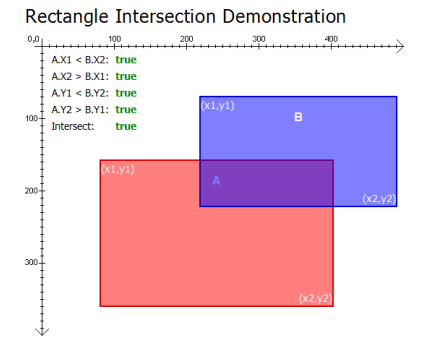 Rectangle Intersection Demonstration
0,0 100 200 300 400
A.X1 < B.X2: true
A.X2 > B.X1: true
A.Y1 < B.Y2: true
A.Y2 > B.Y1: true
Intersect: true
(x1,y1)
B
100
(x1,y1)
A
200
(x2,y2)
300
(x2,y2)